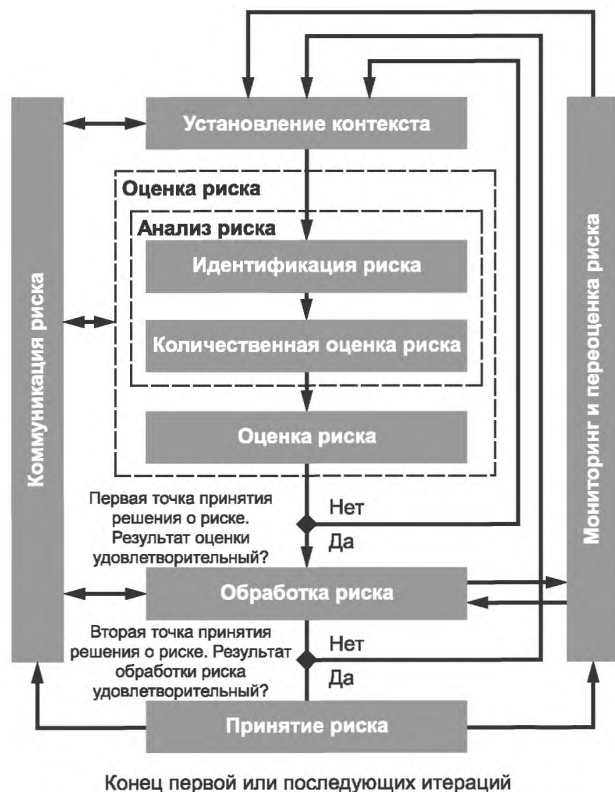 Установление контекста
Оценка риска
Анализ риска
Идентификация риска
Количественная оценка риска
Оценка риска
Первая точка принятия
решения о риске.
Результат оценки
удовлетворительный?
Нет
Да
Обработка риска
Вторая точка принятия
решения о риске. Результат
обработки риска
удовлетворительный?
Нет
Да
Принятие риска
Коммуникация риска
Мониторинг и переоценка риска
Конец первой или последующих итераций